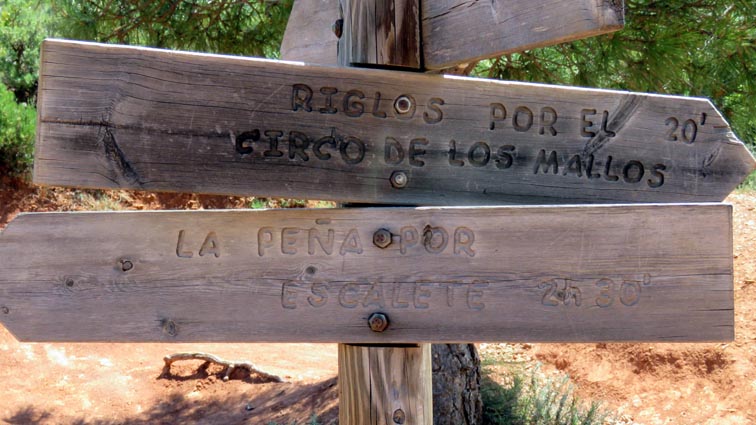 RIGLOS POR EL 20'
CIRCO DE LOS MALLOS
LA PEÑA POR
ESCALETE 2h 30'